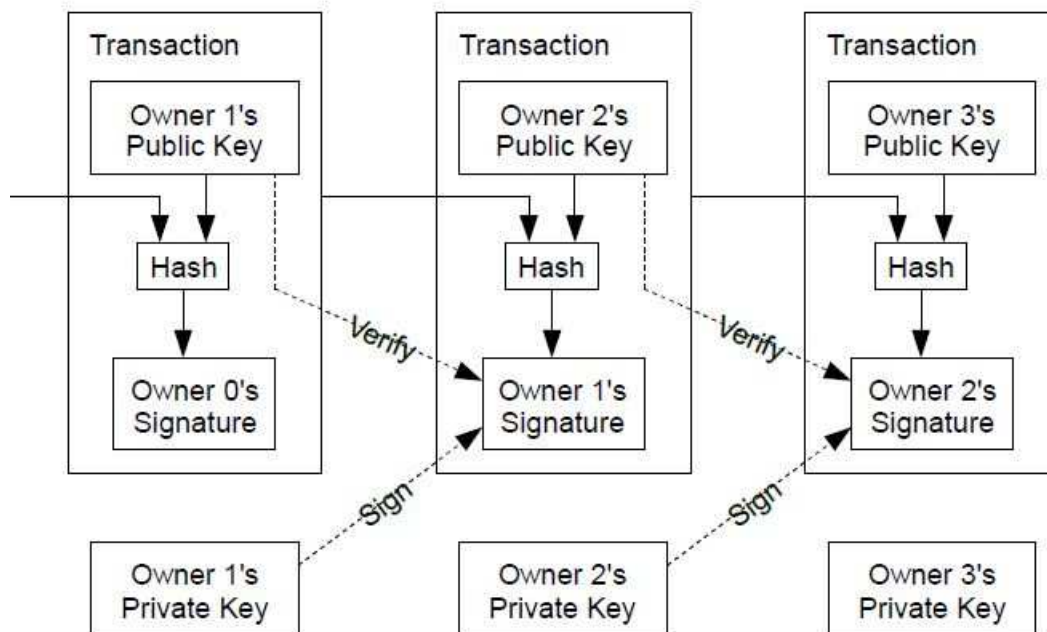 Transaction
Transaction
Transaction
Owner 1's
Public Key
Owner 2's
Public Key
Owner 3's
Public Key
Hash
Hash
Hash
Verify
Verify
Owner 0's
Signature
Owner 1's
Signature
Owner 2's
Signature
Sign
Sign
Owner 1's
Private Key
Owner 2's
Private Key
Owner 3's
Private Key